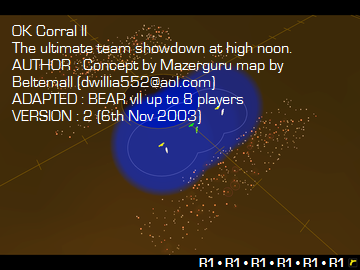 OK Corral II
The ultimate team showdown at high noon.
AUTHOR : Concept by Mazerguru map by
Beltemall (dwillia552@aol.com)
ADAPTED : BEAR vll up to 8 players
VERSION : 2 (6th Nov 2003)
R1 • R1 • R1 • R1 • R1 • R1 r